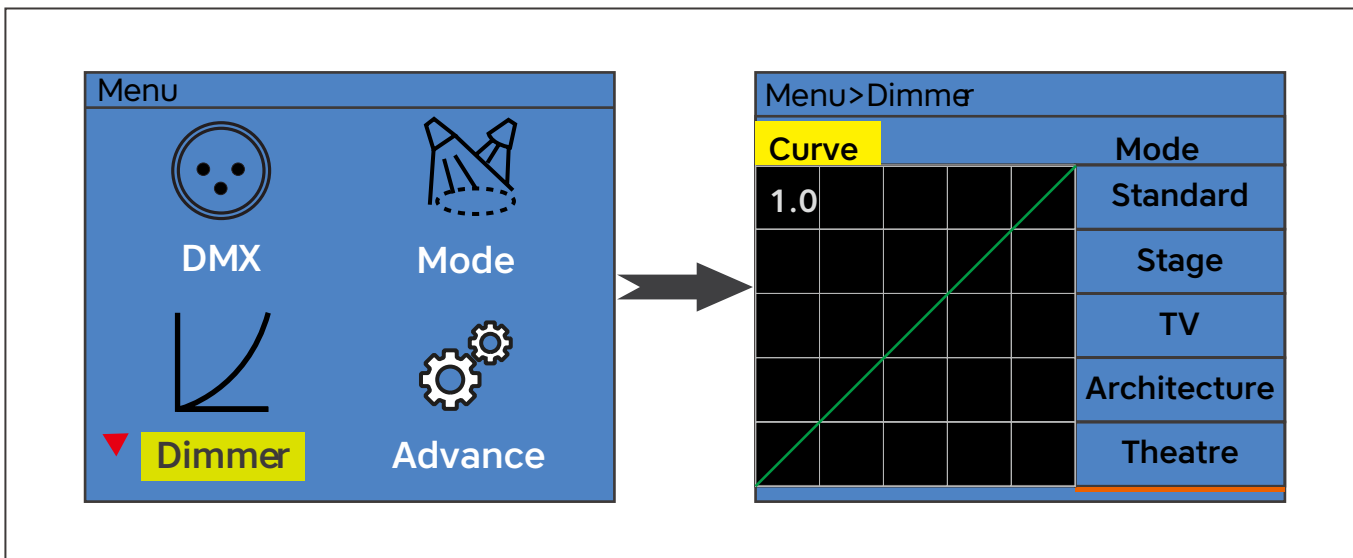 Menu
DMX
Mode
Dimmer
Advance
Menu>Dimmer
Curve
Mode
1.0
Standard
Stage
TV
Architecture
Theatre